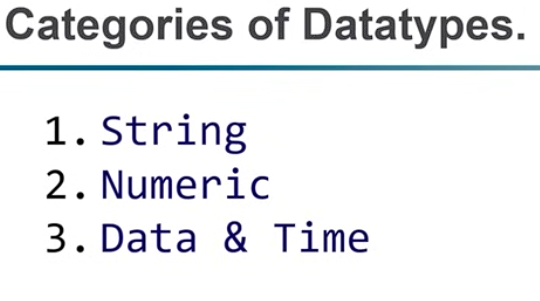 Categories of Datatypes.
1. String
2. Numeric
3. Data & Time